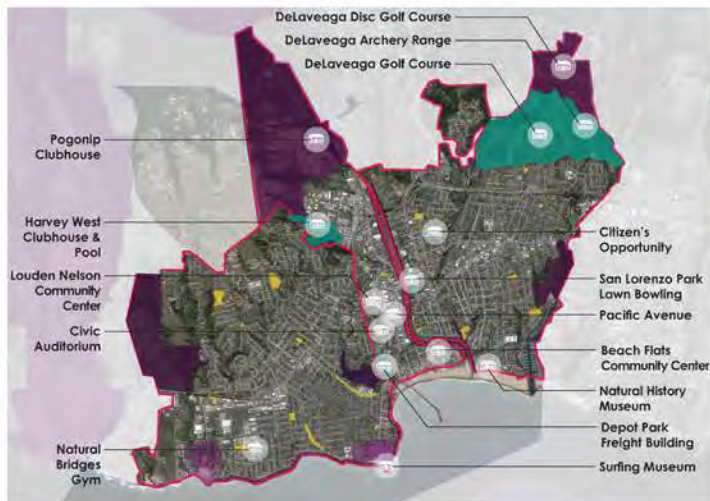 DeLaveaga Disc Golf Course
DeLaveaga Archery Range
DeLaveaga Golf Course
Pogonip
Clubhouse
Harvey West
Clubhouse &
Pool
Louden Nelson
Community
Center
Civic
Auditorium
Natural
Bridges
Gym
Citizen's
Opportunity
San Lorenzo Park
Lawn Bowling
Pacific Avenue
Beach Flats
Community Center
Natural History
Museum
Depot Park
Freight Building
Surfing Museum